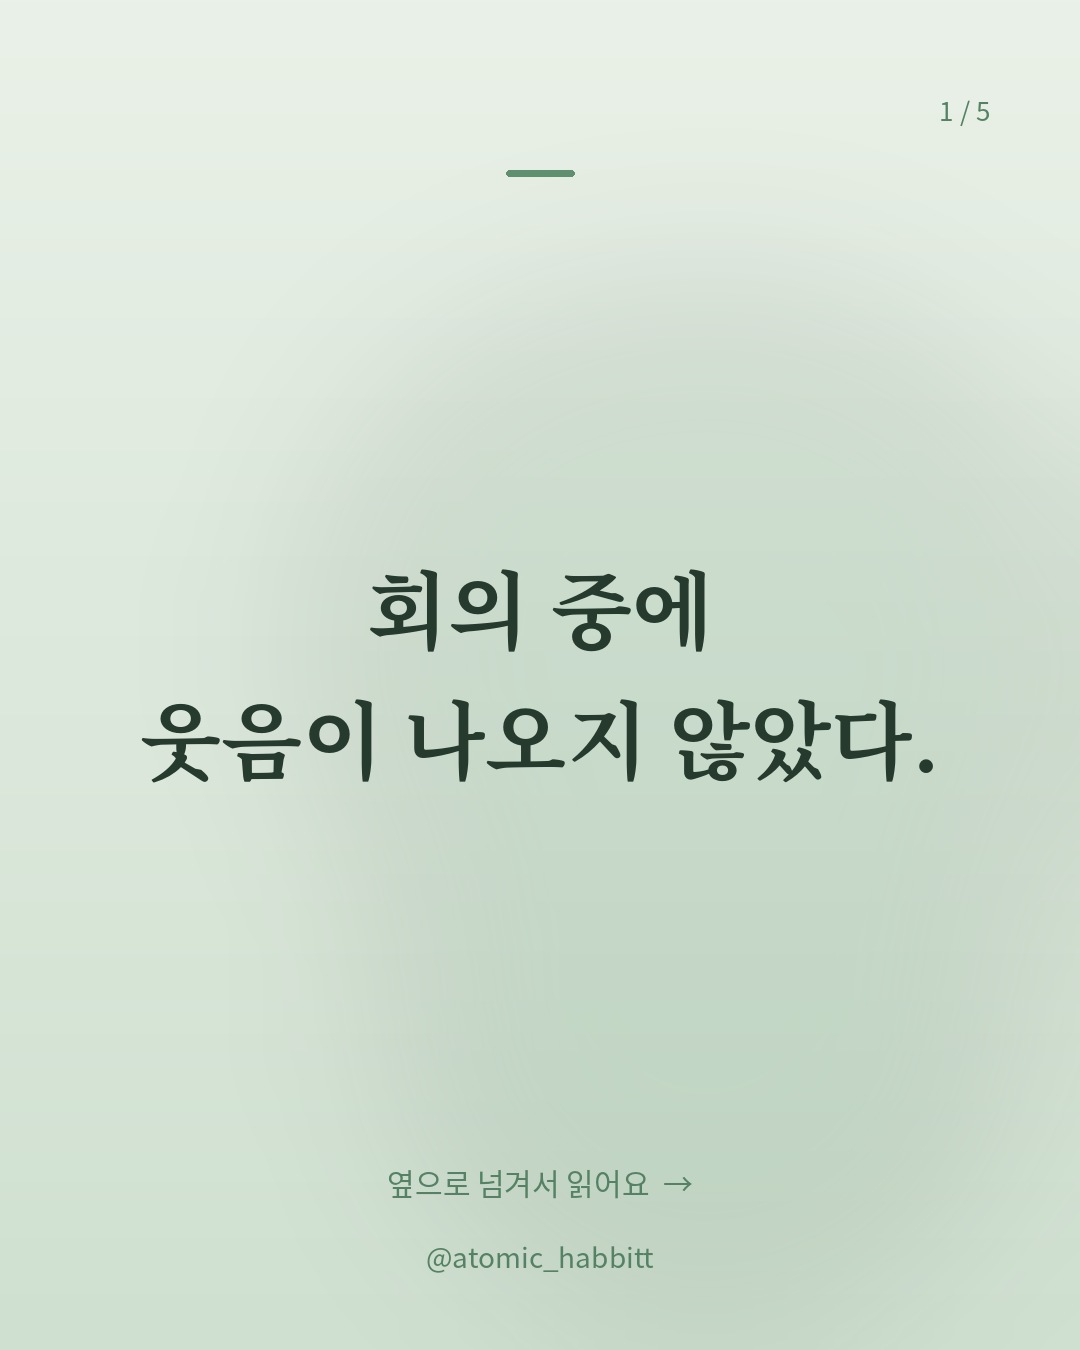 1 / 5
회의 중에
웃음이 나오지 않았다.
옆으로 넘겨서 읽어요 →
@atomic_habbitt